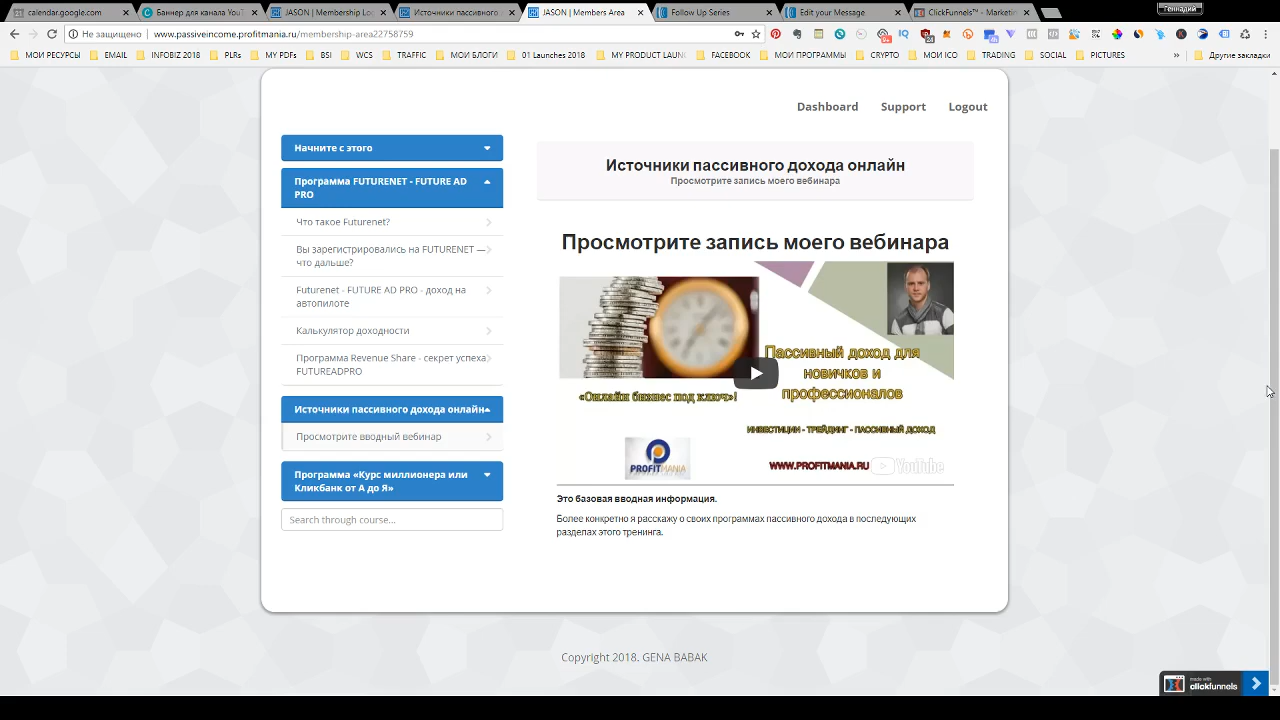 calendar.google.com
Баннер для канала YouT
JASON | Membership Lo
Источники пассивного
JASON | Members Area
Follow Up Series
Edit your Message
ClickFunnels™ - Marketin
Геннадий
Не защищено
www.passiveincome.profitmania.ru/membership-area22758759
МОИ РЕСУРСЫ
EMAIL
INFOBIZ 2018
PLRs
MY PDFs
BSI
WS
TRAFFIC
МОИ БЛОГИ
01 Launches 2018
MY PRODUCT LAUNC
FACEBOOK
МОИ ПРОГРАММЫ
CRYPTO
МОИ ICO
TRADING
SOCIAL
PICTURES
»
Другие закладки
Dashboard
Support
Logout
Начните с этого
Программа FUTURENET - FUTURE AD
PRO
Что такое Futurenet?
Вы зарегистрировались на FUTURENET —
что дальше?
Futurenet - FUTURE AD PRO - доход на
автопилоте
Калькулятор доходности
Программа Revenue Share - секрет успеха
FUTUREADPRO
Источники пассивного дохода онлайн
Просмотрите вводный вебинар
Программа «Курс миллионера или
Кликбанк от А до Я»
Search through course...
Источники пассивного дохода онлайн
Просмотрите запись моего вебинара
Просмотрите запись моего вебинара
Пассивный доход для
новичков и
профессионалов
«Онлайн бизнес под ключ»!
ИНВЕСТИЦИИ - ТРЕЙДИНГ - ПАССИВНЫЙ ДОХОД
PROFITMANIA
WWW.PROFITMANIA.RU
YouTube
Это базовая вводная информация.
Более конкретно я расскажу о своих программах пассивного дохода в последующих
разделах этого тренинга.
Copyright 2018. GENA BABAK
made with
clickfunnels